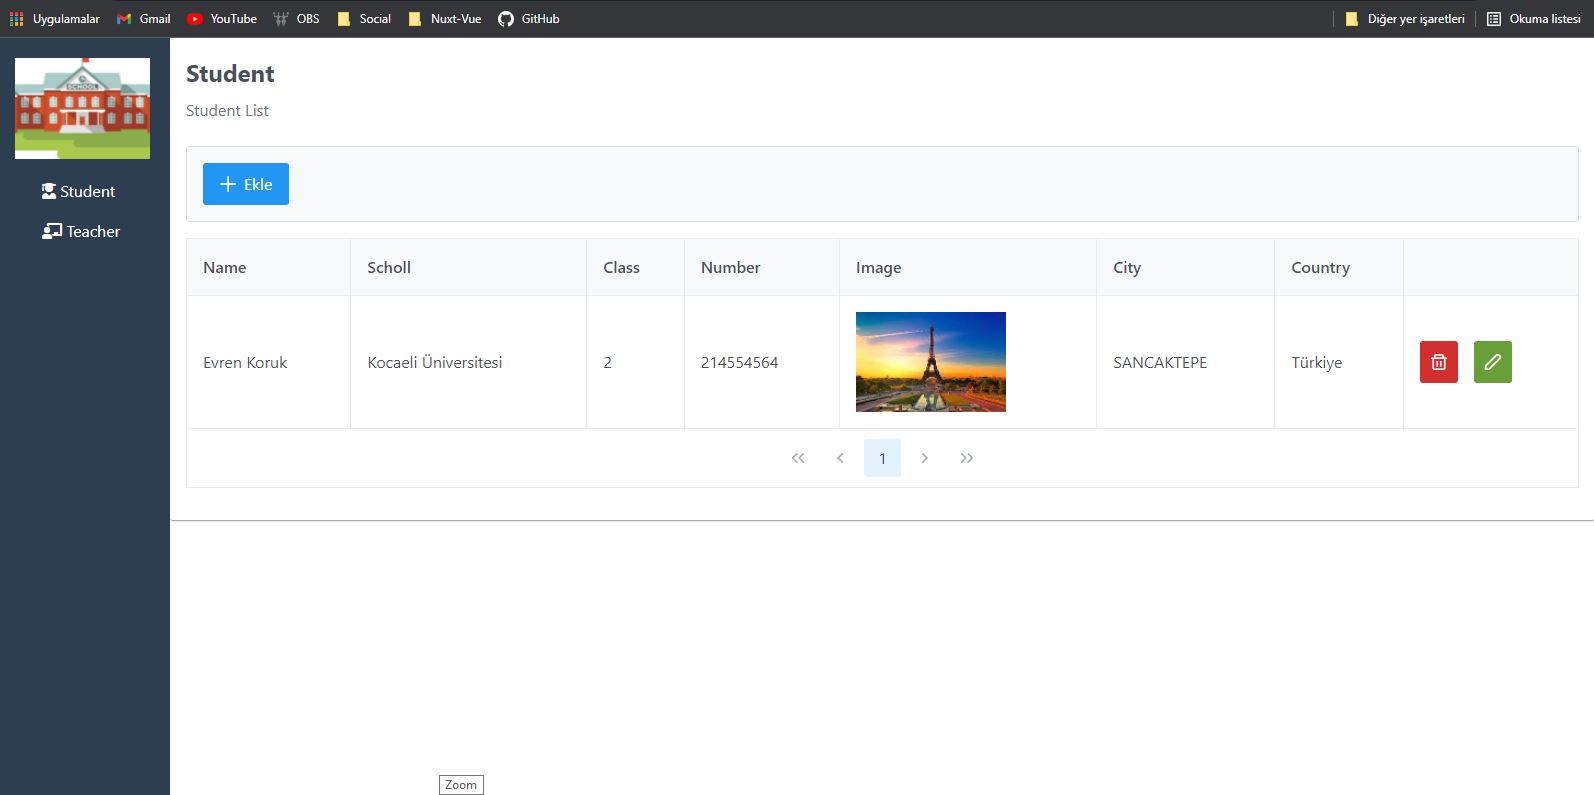 Uygulamalar Gmail YouTube OBS Social Nuxt-Vue GitHub Diğer yer işaretleri Okuma listesi
SCHOOL
Student
Teacher
Student
Student List
Ekle
Name Scholl Class Number Image City Country
Evren Koruk Kocaeli Üniversitesi 2 214554564 SANCAKTEPE Türkiye
1
Zoom